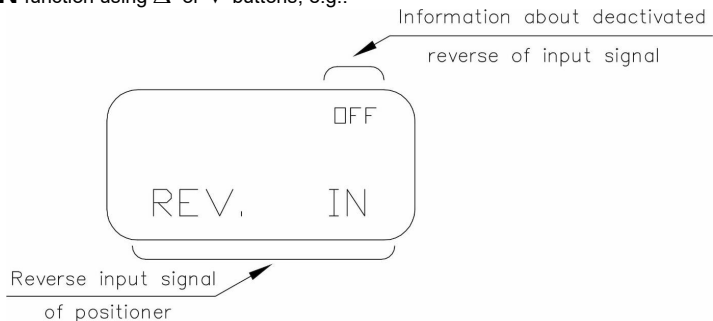 N function using Δ or ∇ buttons, e.g.:
Information about deactivated
reverse of input signal
OFF
REV. IN
Reverse input signal
of positioner